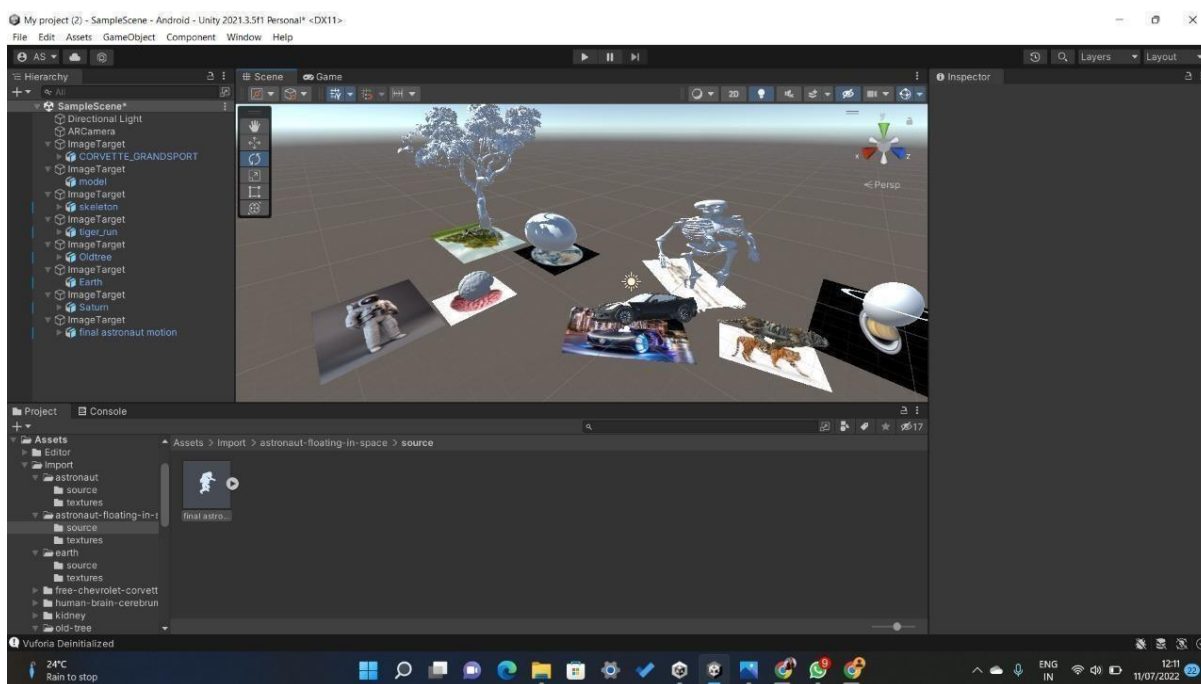 My project (2) - SampleScene - Android - Unity 2021.3.5f1 Personal* <DX11>
File Edit Assets GameObject Component Window Help
AS Layers Layout
Hierarchy Scene Game Inspector
All 2D
SampleScene*
Directional Light
ARCamera
ImageTarget
CORVETTE_GRANDSPORT
ImageTarget
model
ImageTarget
skeleton
ImageTarget
tiger_run
ImageTarget
Oldtree
ImageTarget
Earth
ImageTarget
Saturn
ImageTarget
final astronaut motion
y
x z
Persp
Project Console
17
Assets
Assets > Import > astronaut-floating-in-space > source
Editor
Import
astronaut
source
textures
astronaut-floating-in-s
source
textures
earth
source
textures
free-chevrolet-corvett
human-brain-cerebrun
kidney
old-tree
final astro...
Vuforia Deinitialized
24°C
Rain to stop
9
ENG
IN
12:11
11/07/2022
22